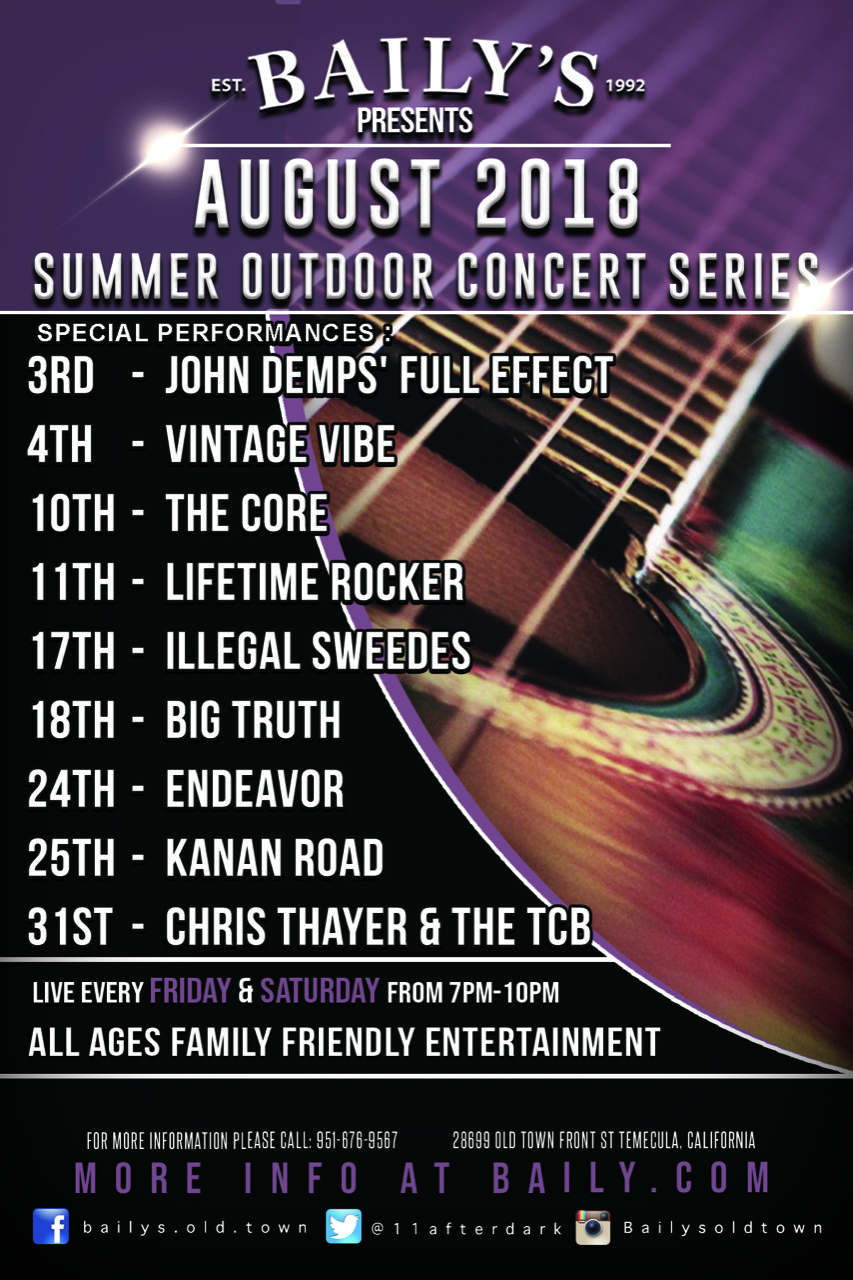 EST. BAILY'S 1992
PRESENTS
AUGUST 2018
SUMMER OUTDOOR CONCERT SERIES
SPECIAL PERFORMANCES :
3RD - JOHN DEMPS' FULL EFFECT
4TH - VINTAGE VIBE
10TH - THE CORE
11TH - LIFETIME ROCKER
17TH - ILLEGAL SWEEDES
18TH - BIG TRUTH
24TH - ENDEAVOR
25TH - KANAN ROAD
31ST - CHRIS THAYER & THE TCB
LIVE EVERY FRIDAY & SATURDAY FROM 7PM-10PM
ALL AGES FAMILY FRIENDLY ENTERTAINMENT
FOR MORE INFORMATION PLEASE CALL: 951-676-9567 28699 OLD TOWN FRONT ST TEMECULA, CALIFORNIA
MORE INFO AT BAILY.COM
f bailys.old.town @11afterdark Bailysoldtown